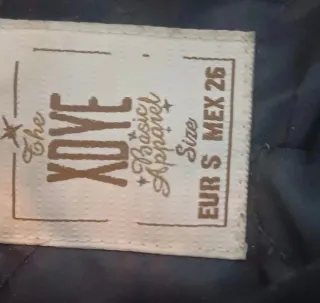 The
XDYE
Basic
Apparel
Size
EUR S MEX 26